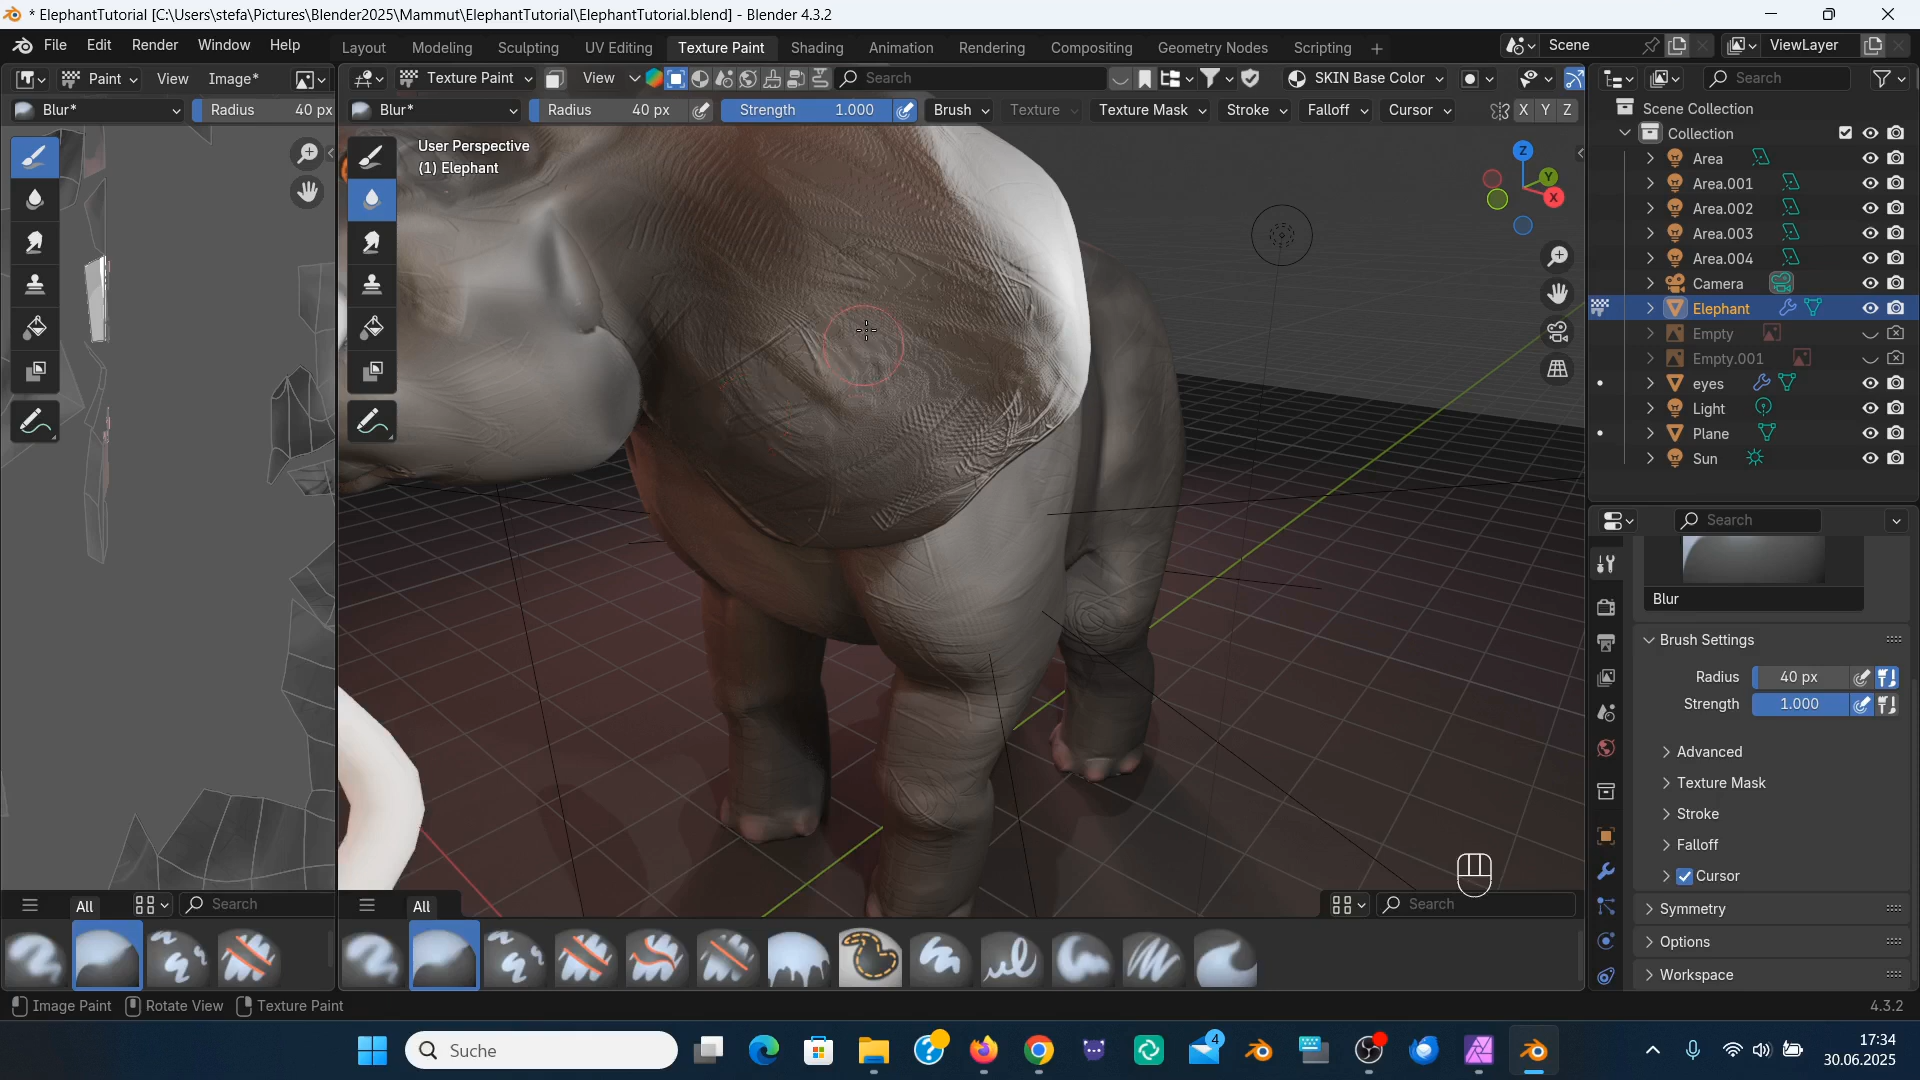 * ElephantTutorial [C:\Users\stefa\Pictures\Blender2025\Mammut\ElephantTutorial\ElephantTutorial.blend] - Blender 4.3.2
File Edit Render Window Help Layout Modeling Sculpting UV Editing Texture Paint Shading Animation Rendering Compositing Geometry Nodes Scripting + Scene ViewLayer
Paint View Image* Texture Paint View Search SKIN Base Color Search
Blur* Radius 40 px Blur* Radius 40 px Strength 1.000 Brush Texture Texture Mask Stroke Falloff Cursor X Y Z
User Perspective
(1) Elephant
Z
Y
X
Scene Collection
Collection
Area
Area.001
Area.002
Area.003
Area.004
Camera
Elephant
Empty
Empty.001
eyes
Light
Plane
Sun
Search
Blur
Brush Settings
Radius 40 px
Strength 1.000
Advanced
Texture Mask
Stroke
Falloff
Cursor
Symmetry
Options
Workspace
All Search All Search
Image Paint Rotate View Texture Paint 4.3.2
Suche 4 17:34
30.06.2025